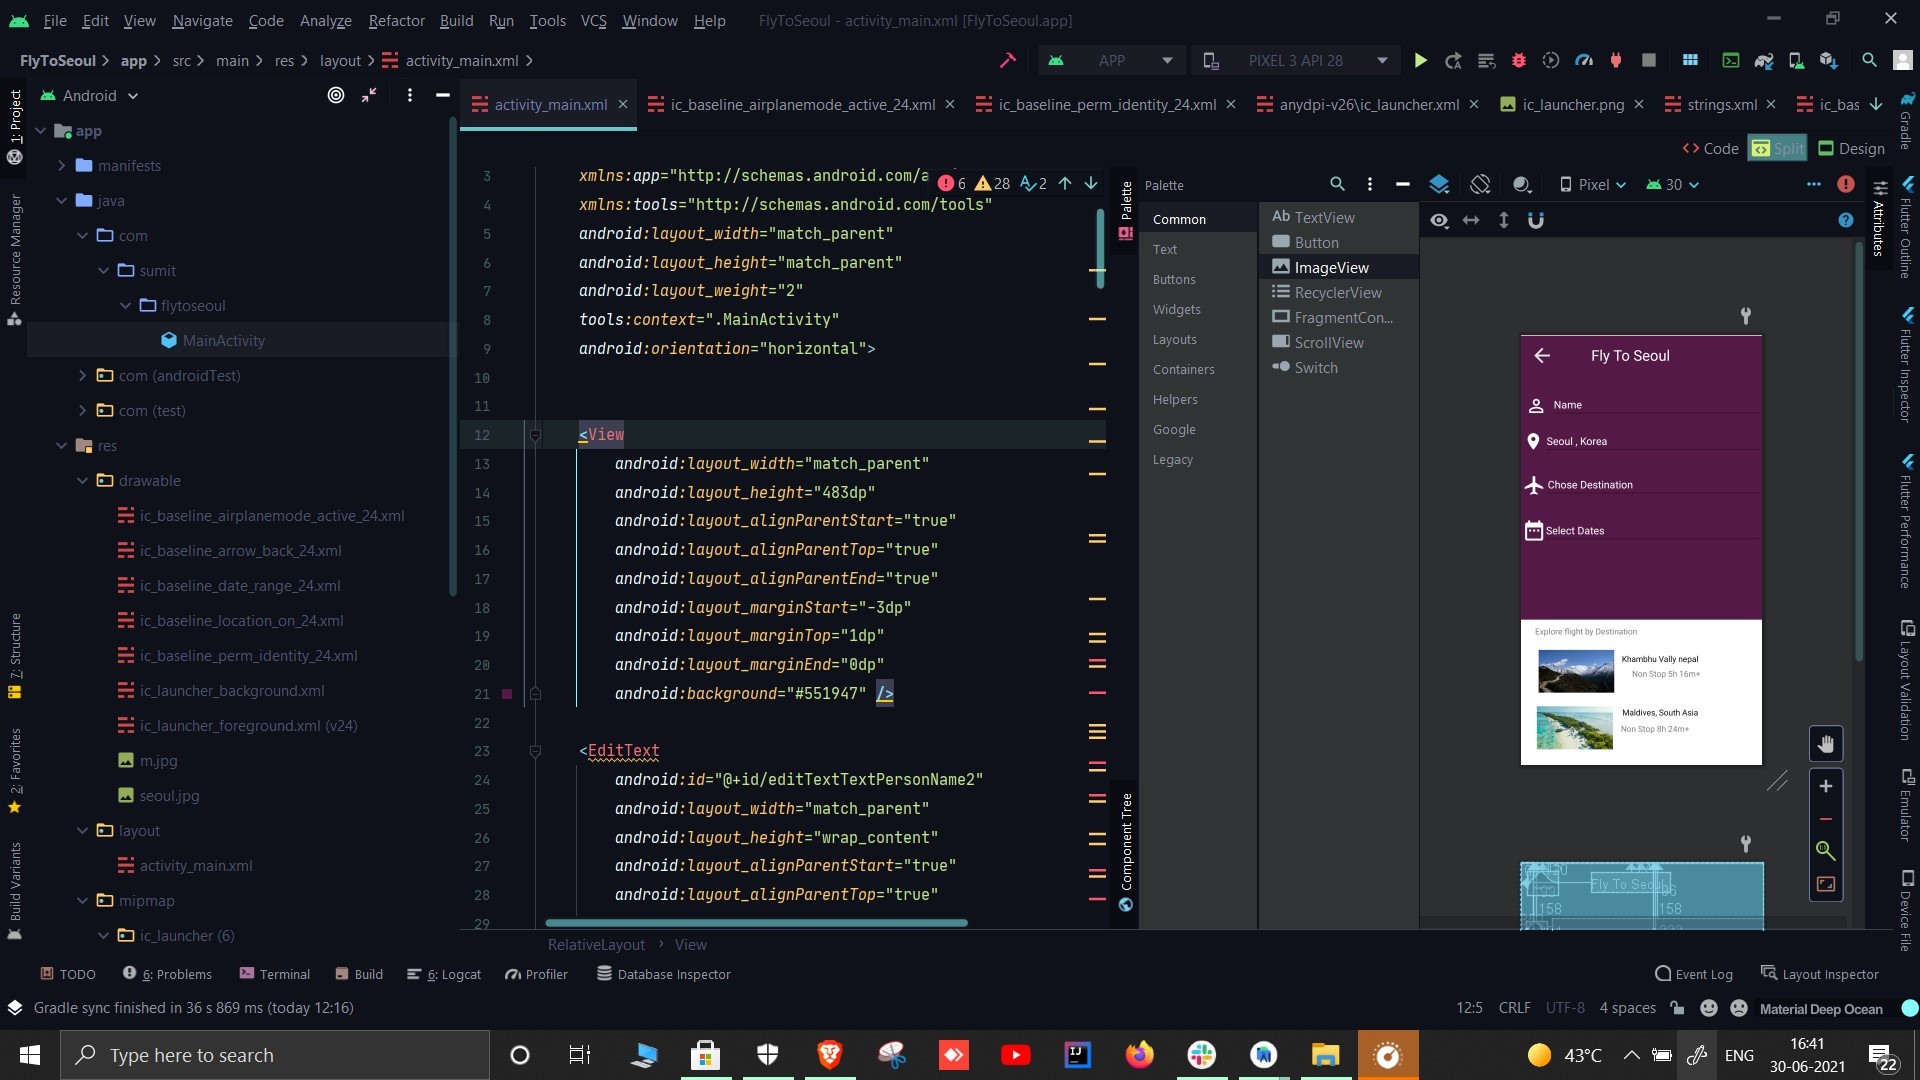 File Edit View Navigate Code Analyze Refactor Build Run Tools VCS Window Help FlyToSeoul - activity_main.xml [FlyToSeoul.app]
FlyToSeoul app src main res layout activity_main.xml APP PIXEL 3 API 28
Android
activity_main.xml ic_baseline_airplanemode_active_24.xml ic_baseline_perm_identity_24.xml anydpi-v26\ic_launcher.xml ic_launcher.png strings.xml ic_bas
Code Split Design
1: Project
Resource Manager
7: Structure
2: Favorites
Build Variants
app
manifests
java
com
sumit
flytoseoul
MainActivity
com (androidTest)
com (test)
res
drawable
ic_baseline_airplanemode_active_24.xml
ic_baseline_arrow_back_24.xml
ic_baseline_date_range_24.xml
ic_baseline_location_on_24.xml
ic_baseline_perm_identity_24.xml
ic_launcher_background.xml
ic_launcher_foreground.xml (v24)
m.jpg
seoul.jpg
layout
activity_main.xml
mipmap
ic_launcher (6)
6 28 2
3 xmlns:app="http://schemas.android.com/a
4 xmlns:tools="http://schemas.android.com/tools"
5 android:layout_width="match_parent"
6 android:layout_height="match_parent"
7 android:layout_weight="2"
8 tools:context=".MainActivity"
9 android:orientation="horizontal">
10
11
12 <View
13 android:layout_width="match_parent"
14 android:layout_height="483dp"
15 android:layout_alignParentStart="true"
16 android:layout_alignParentTop="true"
17 android:layout_alignParentEnd="true"
18 android:layout_marginStart="-3dp"
19 android:layout_marginTop="1dp"
20 android:layout_marginEnd="0dp"
21 android:background="#551947" />
22
23 <EditText
24 android:id="@+id/editTextTextPersonName2"
25 android:layout_width="match_parent"
26 android:layout_height="wrap_content"
27 android:layout_alignParentStart="true"
28 android:layout_alignParentTop="true"
29
RelativeLayout View
Palette
Component Tree
Palette
Common
Text
Buttons
Widgets
Layouts
Containers
Helpers
Google
Legacy
Ab TextView
Button
ImageView
RecyclerView
FragmentCon...
ScrollView
Switch
Pixel 30
Fly To Seoul
Name
Seoul , Korea
Chose Destination
Select Dates
Explore flight by Destination
Khambhu Vally nepal
Non Stop 5h 16m+
Maldives, South Asia
Non Stop 8h 24m+
Fly To Seoul
158 158
Attributes
Gradle
Flutter Outline
Flutter Inspector
Flutter Performance
Layout Validation
Emulator
Device File
TODO 6: Problems Terminal Build 6: Logcat Profiler Database Inspector Event Log Layout Inspector
Gradle sync finished in 36 s 869 ms (today 12:16) 12:5 CRLF UTF-8 4 spaces Material Deep Ocean
Type here to search 43°C ENG 16:41
30-06-2021 22